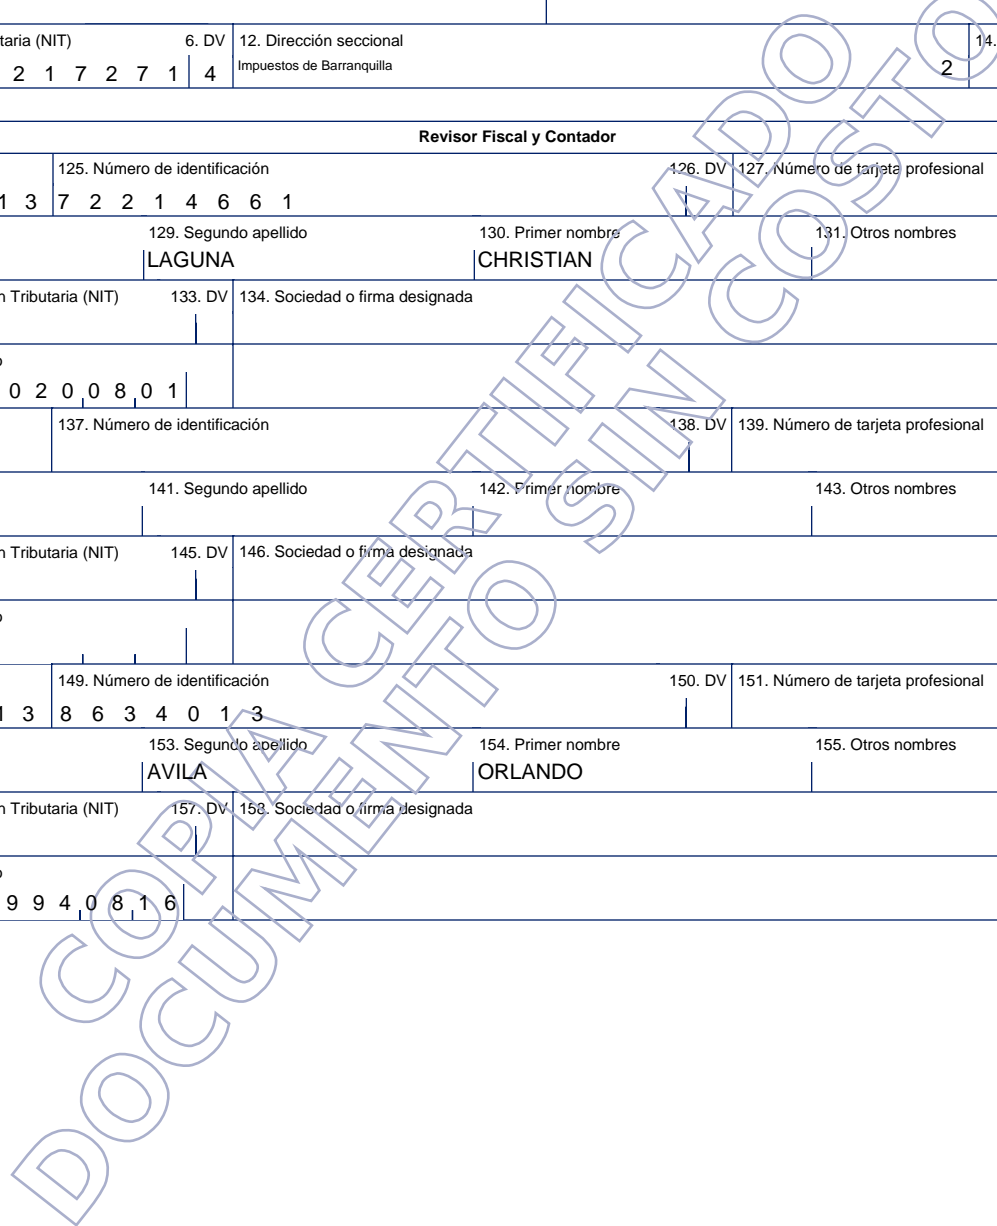 taria (NIT) 6. DV 12. Dirección seccional 14.
2 1 7 2 7 1 4 Impuestos de Barranquilla 2
Revisor Fiscal y Contador
125. Número de identificación 126. DV 127. Número de tarjeta profesional
1 3 7 2 2 1 4 6 6 1
129. Segundo apellido 130. Primer nombre 131. Otros nombres
LAGUNA CHRISTIAN
n Tributaria (NIT) 133. DV 134. Sociedad o firma designada
o
0 2 0 0 8 0 1
137. Número de identificación 138. DV 139. Número de tarjeta profesional
141. Segundo apellido 142. Primer nombre 143. Otros nombres
n Tributaria (NIT) 145. DV 146. Sociedad o firma designada
o
149. Número de identificación 150. DV 151. Número de tarjeta profesional
1 3 8 6 3 4 0 1 3
153. Segundo apellido 154. Primer nombre 155. Otros nombres
AVILA ORLANDO
n Tributaria (NIT) 157. DV 158. Sociedad o firma designada
o
9 9 4 0 8 1 6
COPIA CERTIFICADO
DOCUMENTO SIN COSTO